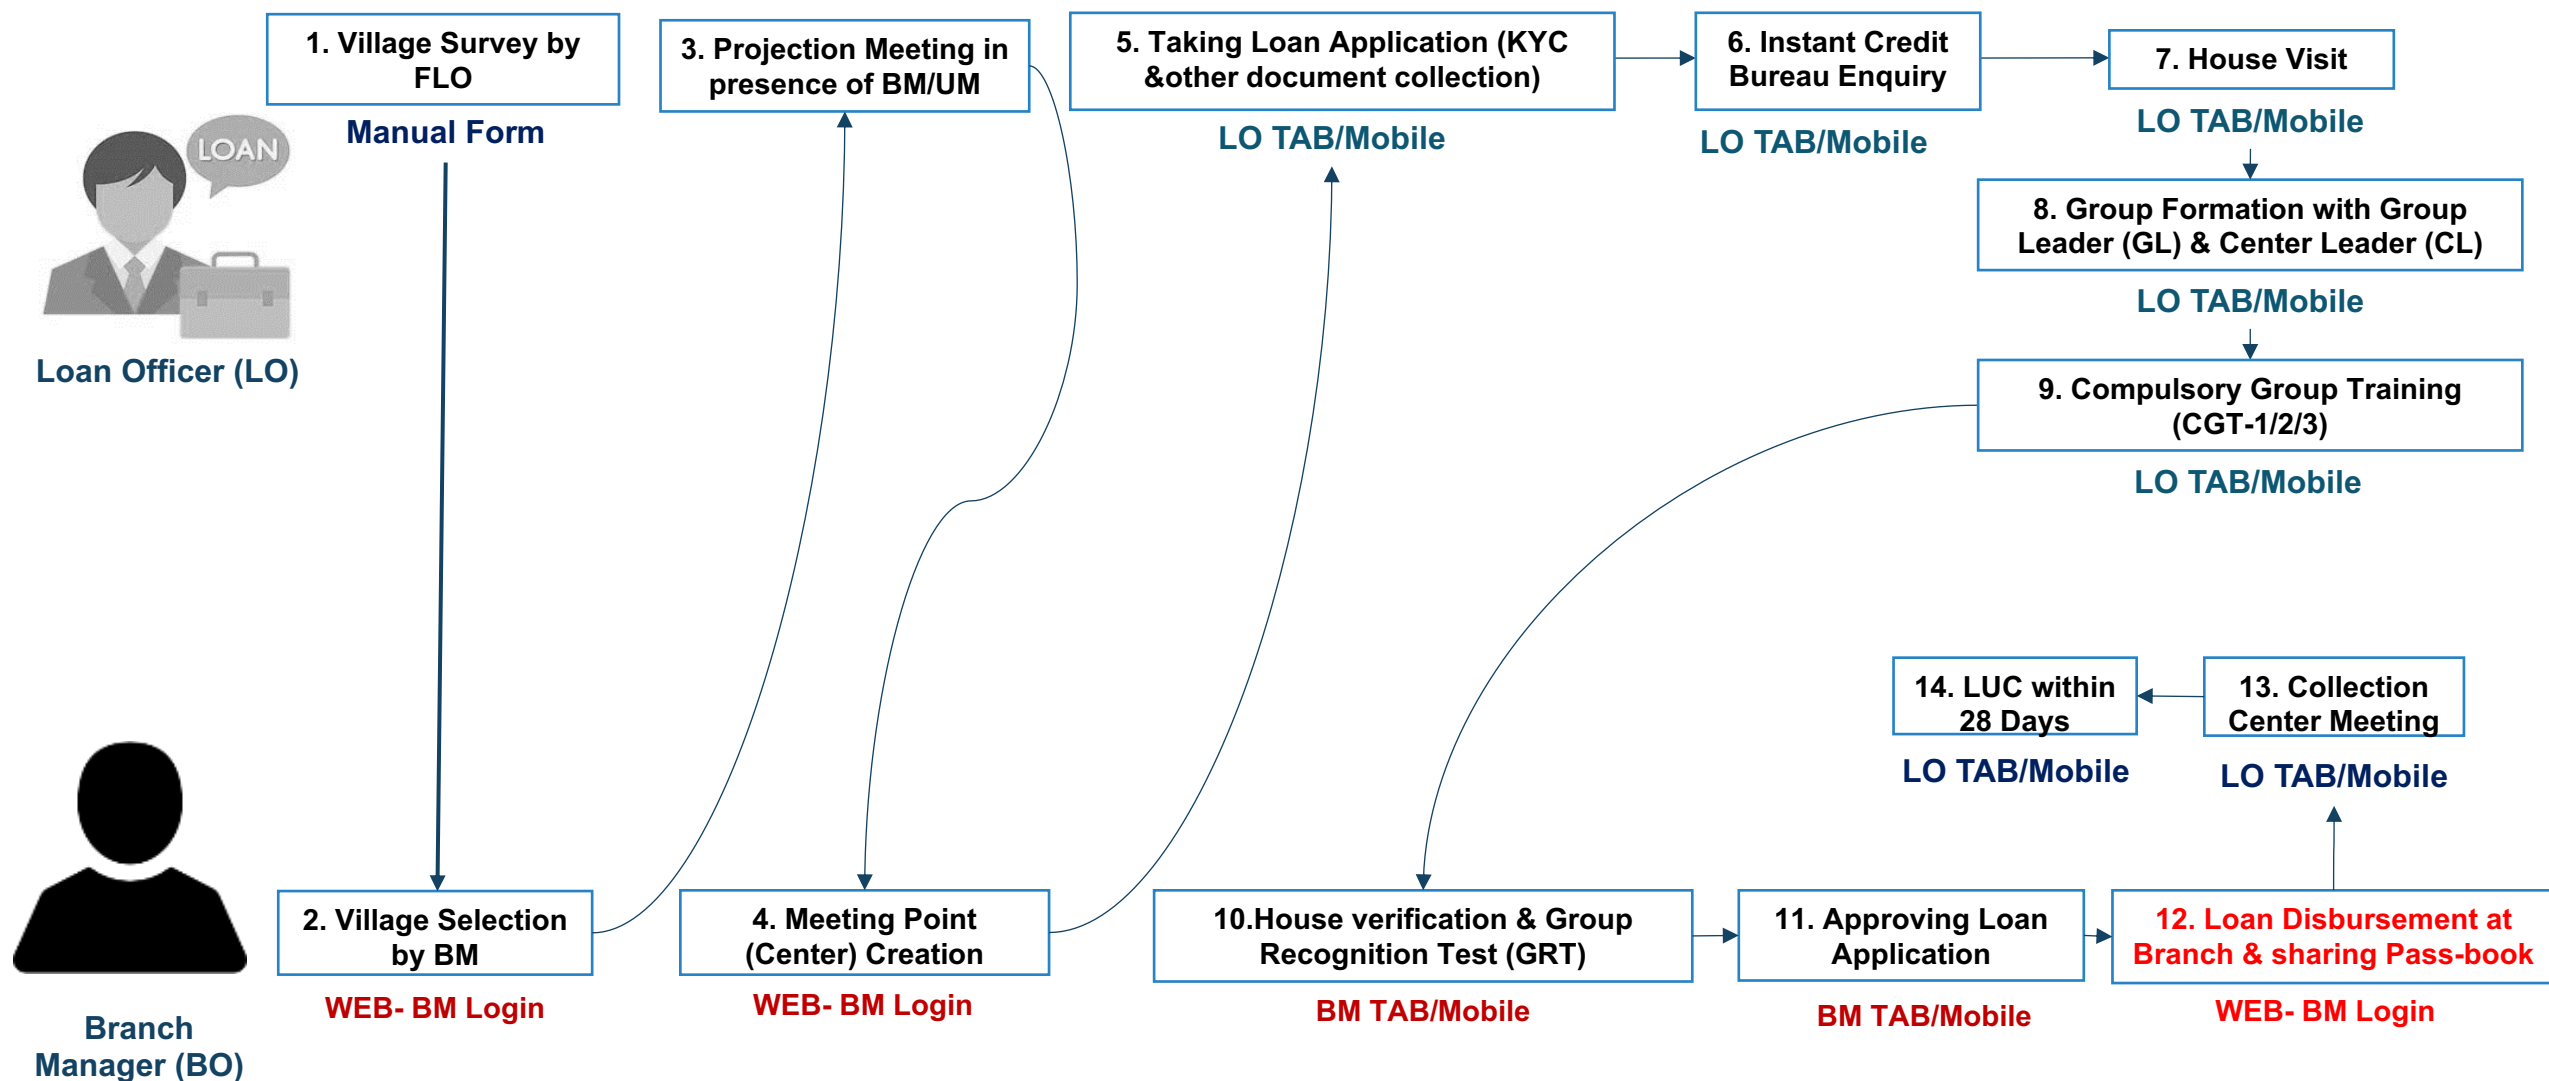 1. Village Survey by
FLO
Manual Form
3. Projection Meeting in
presence of BM/UM
5. Taking Loan Application (KYC
&other document collection)
LO TAB/Mobile
6. Instant Credit
Bureau Enquiry
LO TAB/Mobile
7. House Visit
LO TAB/Mobile
LOAN
Loan Officer (LO)
8. Group Formation with Group
Leader (GL) & Center Leader (CL)
LO TAB/Mobile
9. Compulsory Group Training
(CGT-1/2/3)
LO TAB/Mobile
14. LUC within
28 Days
LO TAB/Mobile
13. Collection
Center Meeting
LO TAB/Mobile
2. Village Selection
by BM
WEB- BM Login
4. Meeting Point
(Center) Creation
WEB- BM Login
10.House verification & Group
Recognition Test (GRT)
BM TAB/Mobile
11. Approving Loan
Application
BM TAB/Mobile
12. Loan Disbursement at
Branch & sharing Pass-book
WEB- BM Login
Branch
Manager (BO)